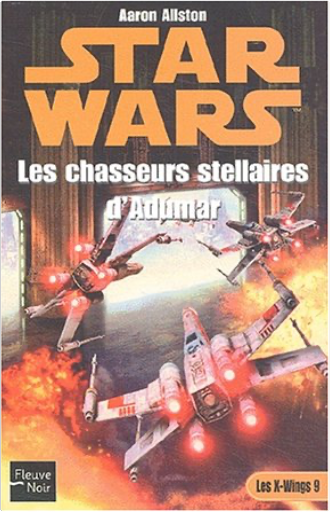 Aaron Allston
STAR
WARS
Les chasseurs stellaires
d'Adumar
Les X-Wings 9
Fleuve
Noir